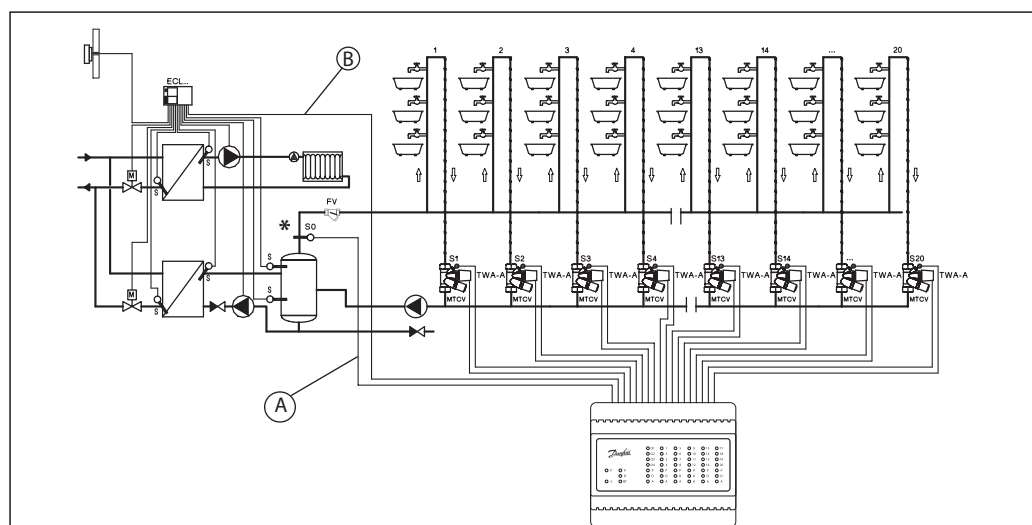 1 2 3 4 13 14 ... 20
B
ECL...
M
S
S
FV
* S0
S
M
S
S
S
S1 S2 S3 S4 S13 S14 ... S20
TWA-A TWA-A TWA-A TWA-A TWA-A TWA-A TWA-A TWA-A
MTCV MTCV MTCV MTCV MTCV MTCV MTCV MTCV
A
Danfoss